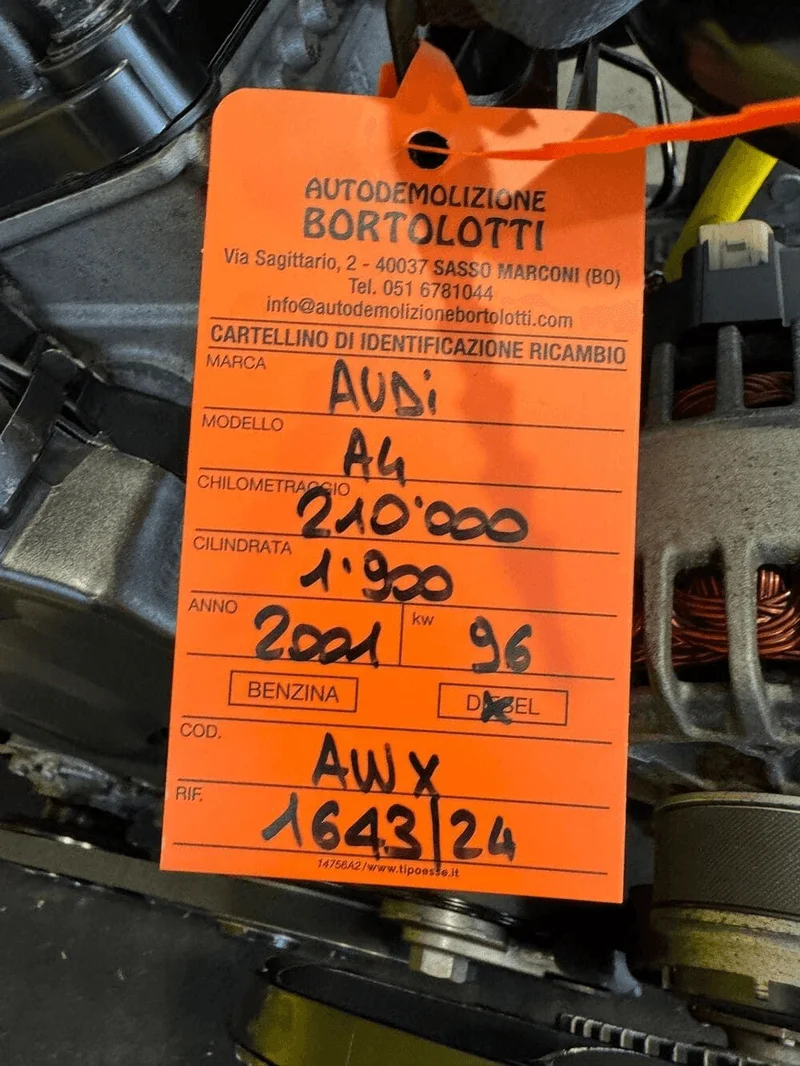 AUTODEMOLIZIONE
BORTOLOTTI
Via Sagittario, 2 - 40037 SASSO MARCONI (BO)
Tel. 051 6781044
info@autodemolizionebortolotti.com
CARTELLINO DI IDENTIFICAZIONE RICAMBIO
MARCA AUDi
MODELLO A4
CHILOMETRAGGIO 210'000
CILINDRATA 1'900
ANNO 2001 kw 96
BENZINA DIESEL
COD. AWX
RIF. 1643/24
14756A2/www.tipoesse.it